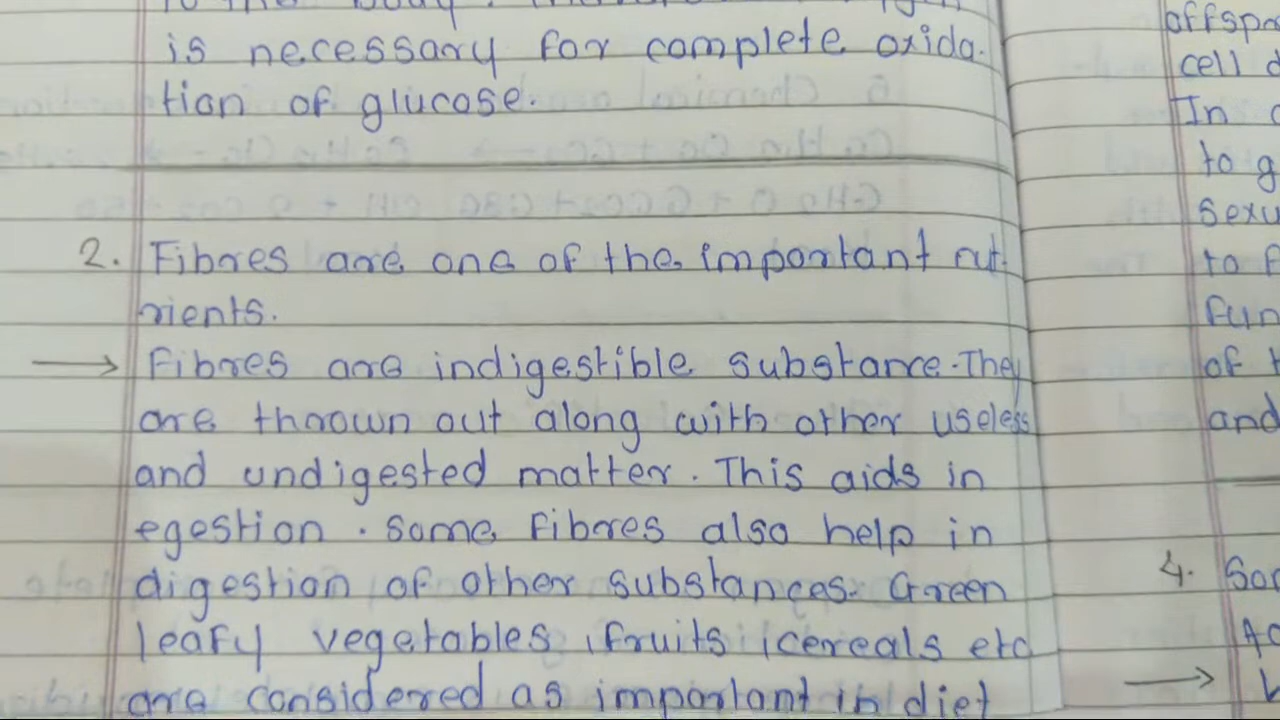 is necessary for complete oxida-
tion of glucose.
2. Fibres are one of the important nut-
rients.
→ Fibres are indigestible substance. They
are thrown out along with other useless
and undigested matter. This aids in
egestion. Some fibres also help in
digestion of other substances. Green
leafy vegetables, fruits, cereals etc
are considered as important in diet
cell
In
to
to
of
and
4.
→